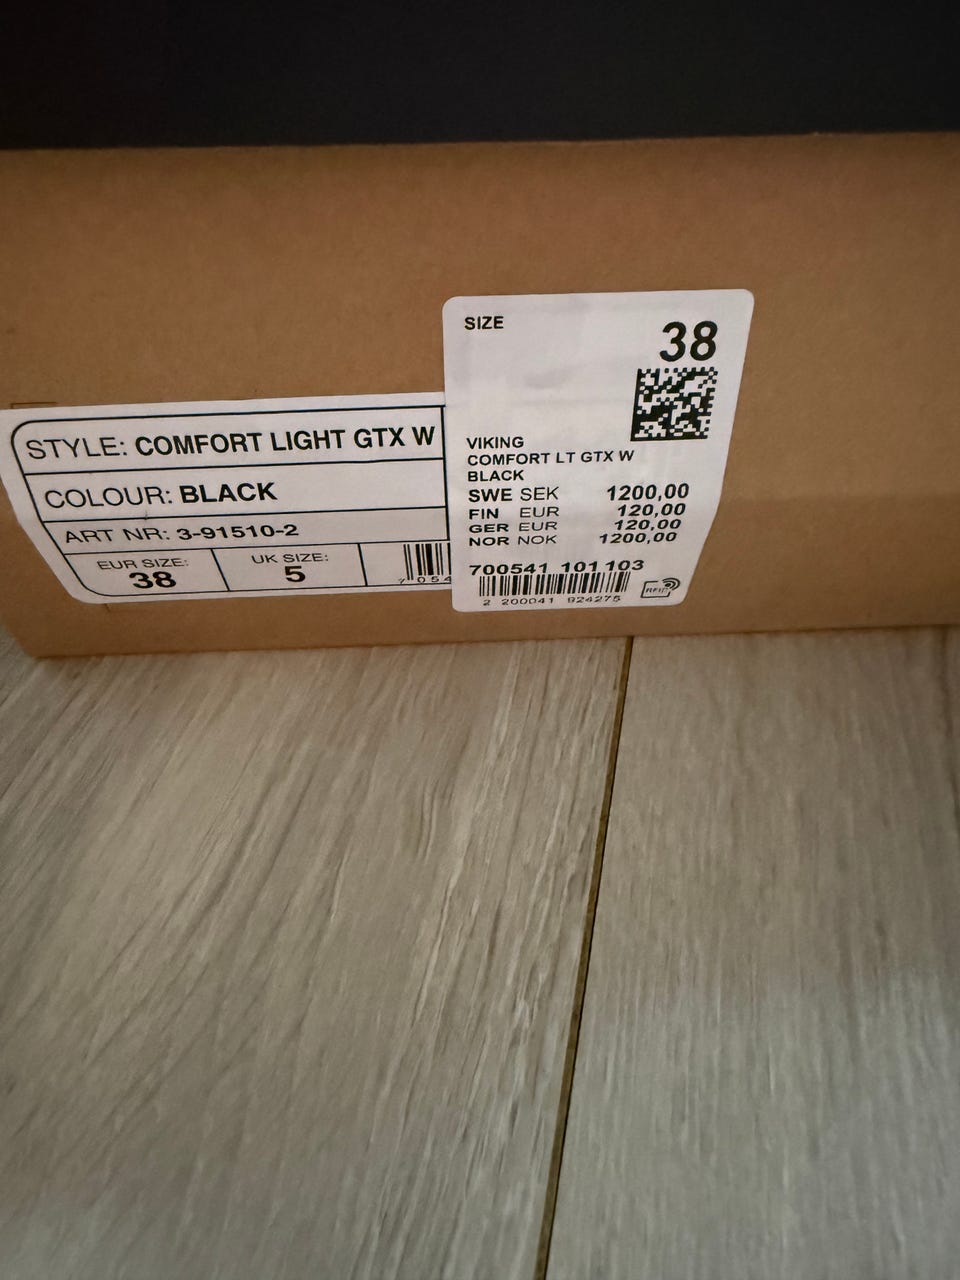 STYLE: COMFORT LIGHT GTX W
COLOUR: BLACK
ART NR: 3-91510-2
EUR SIZE: UK SIZE:
38 5
7 054
SIZE
38
VIKING
COMFORT LT GTX W
BLACK
SWE SEK 1200,00
FIN EUR 120,00
GER EUR 120,00
NOR NOK 1200,00
700541 101103
RFID
2 200041 924275